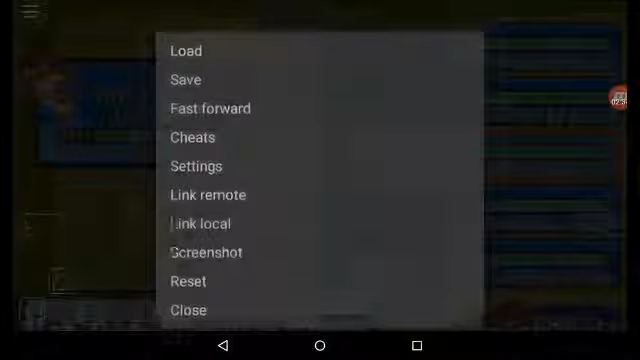 Load
Save
Fast forward
Cheats
Settings
Link remote
Link local
Screenshot
Reset
Close